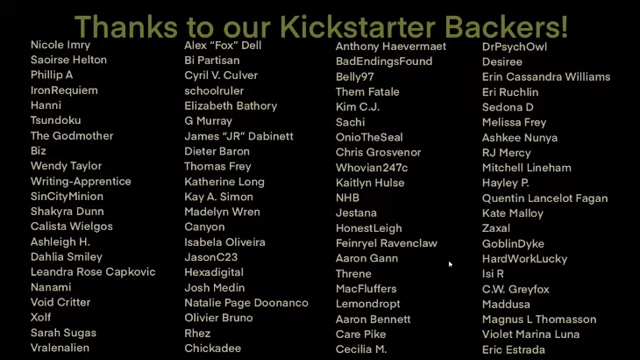 Thanks to our Kickstarter Backers!
Nicole Imry
Saoirse Helton
Phillip A
IronRequiem
Hanni
Tsundoku
The Godmother
Biz
Wendy Taylor
Writing-Apprentice
SinCityMinion
Shakyra Dunn
Calista Wielgos
Ashleigh H.
Dahlia Smiley
Leandra Rose Capkovic
Nanami
Void Critter
Xolf
Sarah Sugas
Vralenalien
Alex "Fox" Dell
Bi Partisan
Cyril V. Culver
schoolruler
Elizabeth Bathory
G Murray
James "JR" Dabinett
Dieter Baron
Thomas Frey
Katherine Long
Kay A. Simon
Madelyn Wren
Canyon
Isabela Oliveira
JasonC23
Hexadigital
Josh Medin
Natalie Page Doonanco
Olivier Bruno
Rhez
Chickadee
Anthony Haevermaet
BadEndingsFound
Belly97
Them Fatale
Kim C.J.
Sachi
OnioTheSeal
Chris Grosvenor
Whovian247c
Kaitlyn Hulse
NHB
Jestana
HonestLeigh
Feinryel Ravenclaw
Aaron Gann
Threne
MacFluffers
Lemondropt
Aaron Bennett
Care Pike
Cecilia M.
DrPsychOwl
Desiree
Erin Cassandra Williams
Eri Ruchlin
Sedona D
Melissa Frey
Ashkee Nunya
RJ Mercy
Mitchell Lineham
Hayley P.
Quentin Lancelot Fagan
Kate Malloy
Zaxal
GoblinDyke
HardWorkLucky
Isi R
C.W. Greyfox
Maddusa
Magnus L Thomasson
Violet Marina Luna
Eric Estrada